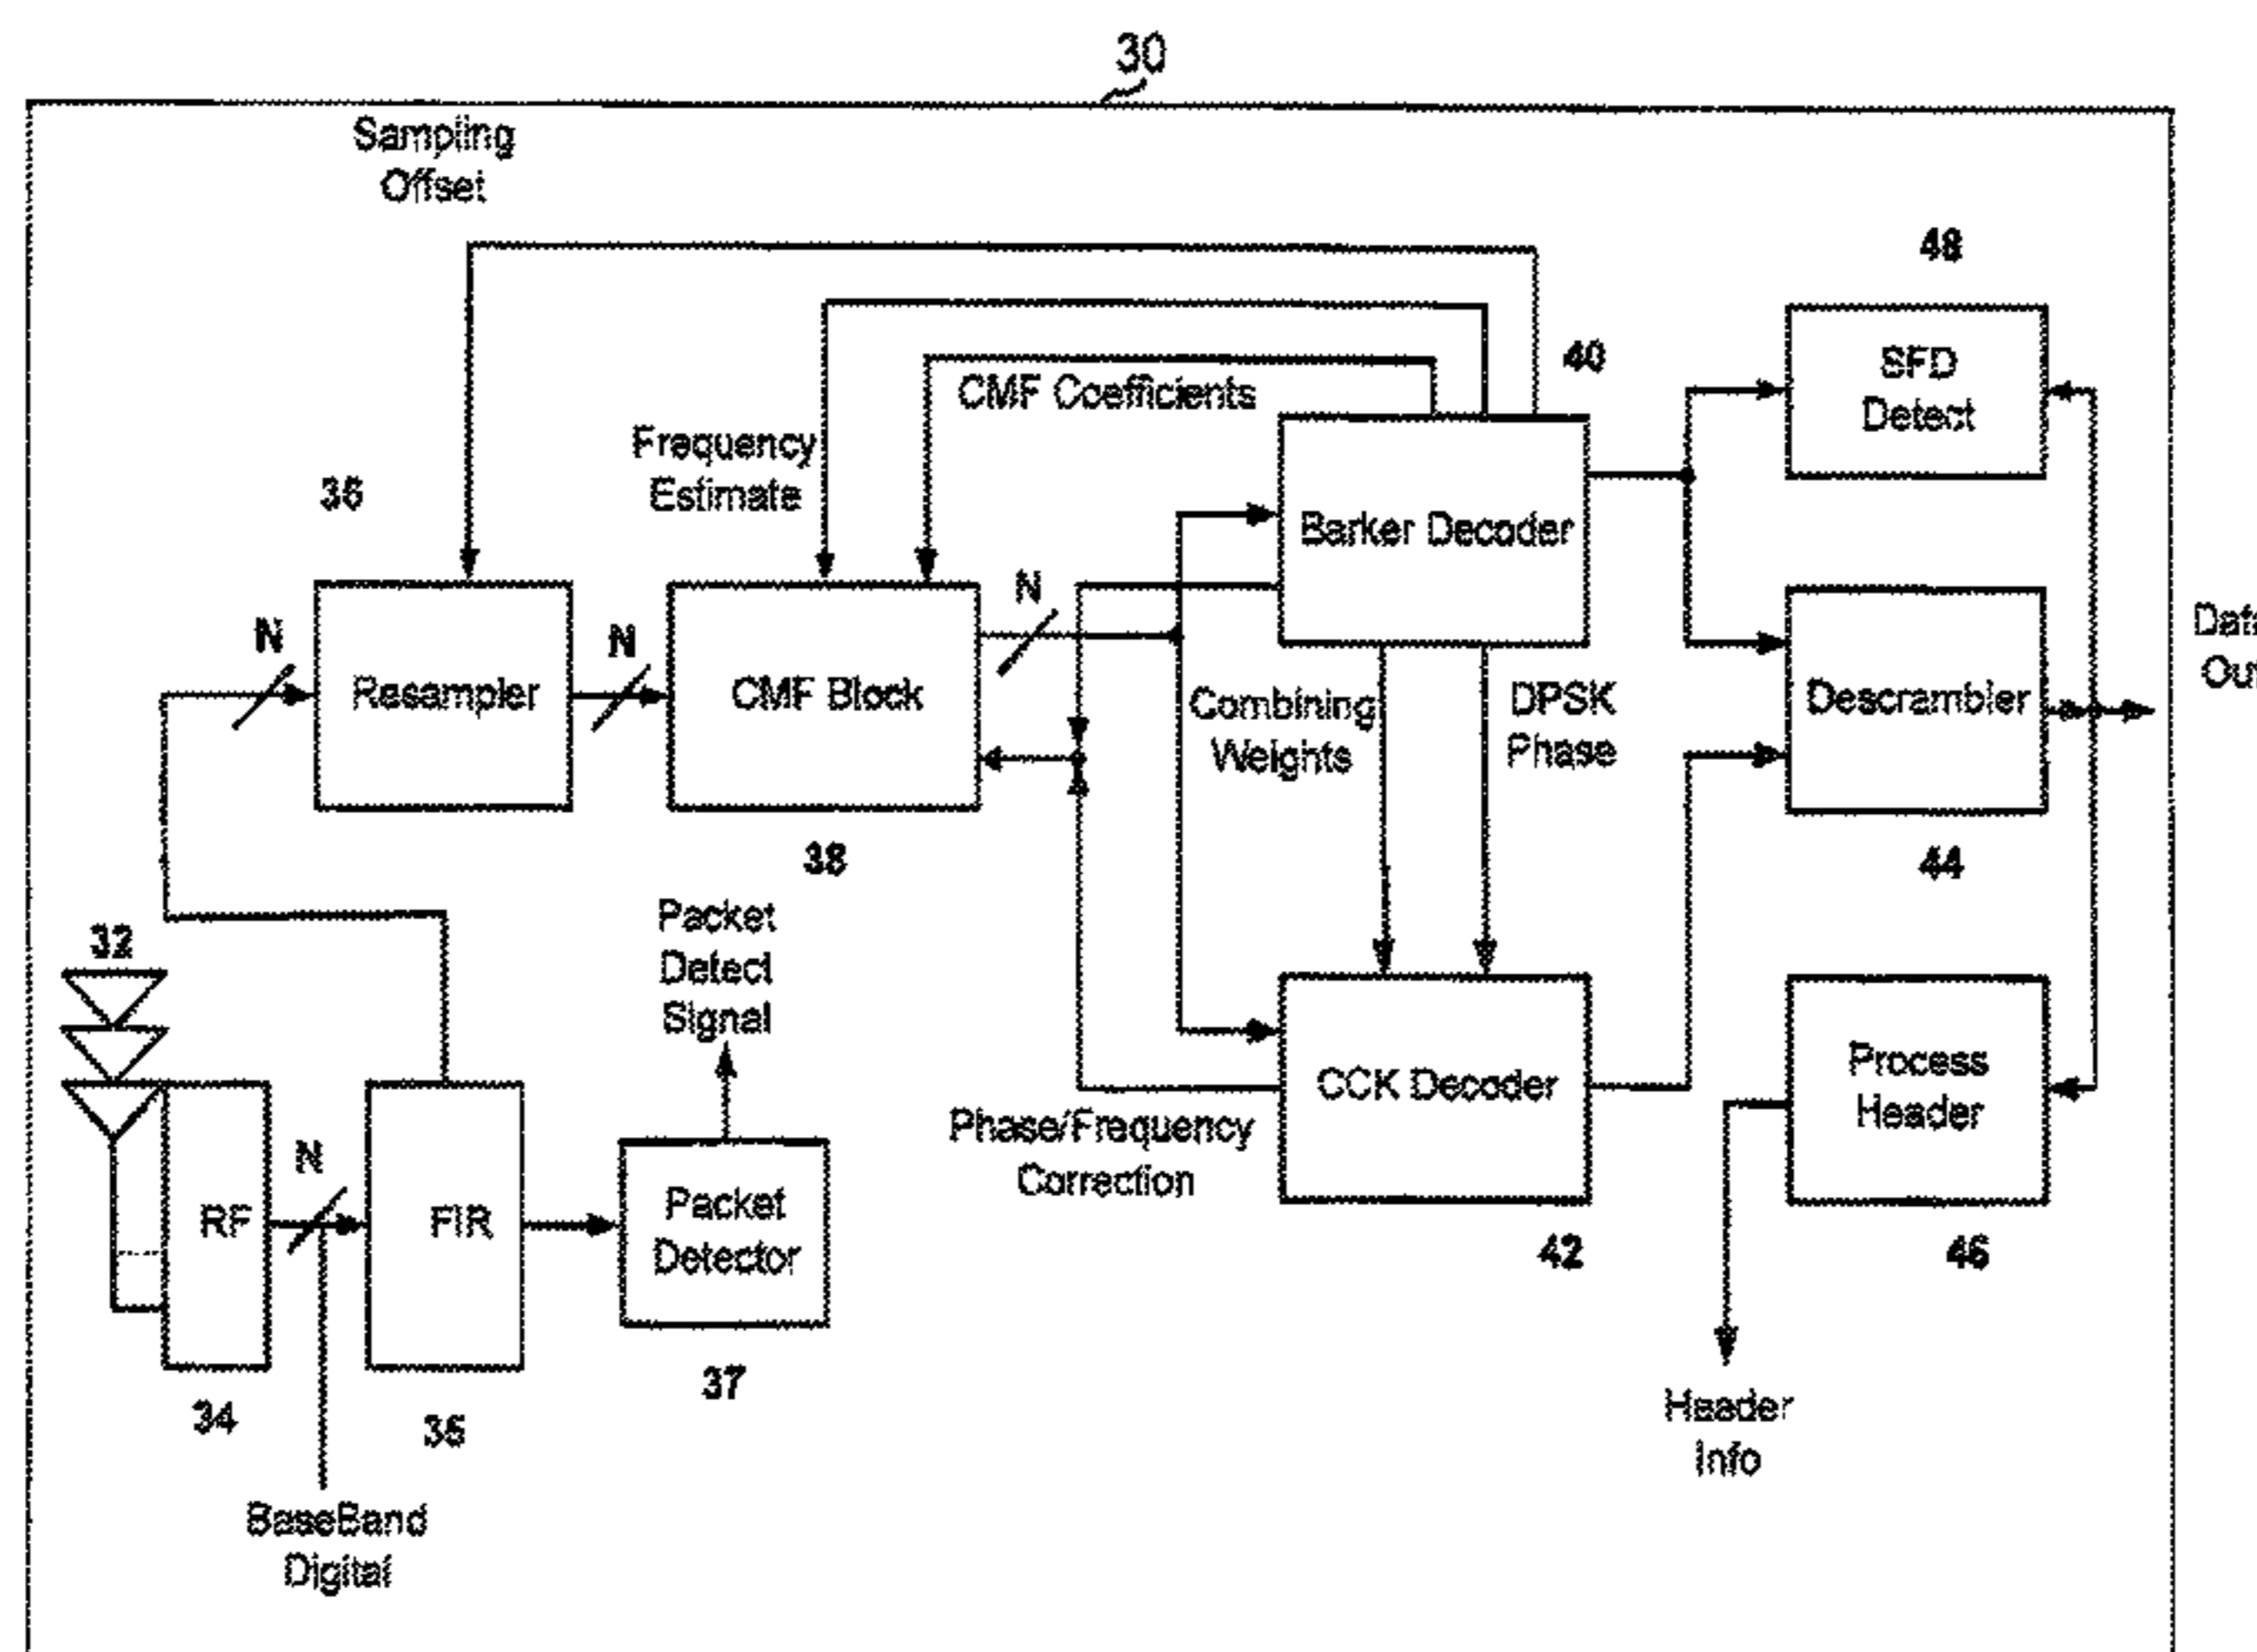 30
Sampling
Offset
48
40
SFD
Detect
CMF Coefficients
Frequency
Estimate
36
Barker Decoder
N
N
N
Resampler
CMF Block
Combining
Weights
DPSK
Phase
Descrambler
Data
38
44
32
Packet
Detect
Signal
CCK Decoder
Process
Header
Phase/Frequency
Correction
N
RF
FIR
Packet
Detector
42
46
34
35
37
Header
Info
BaseBand
Digital